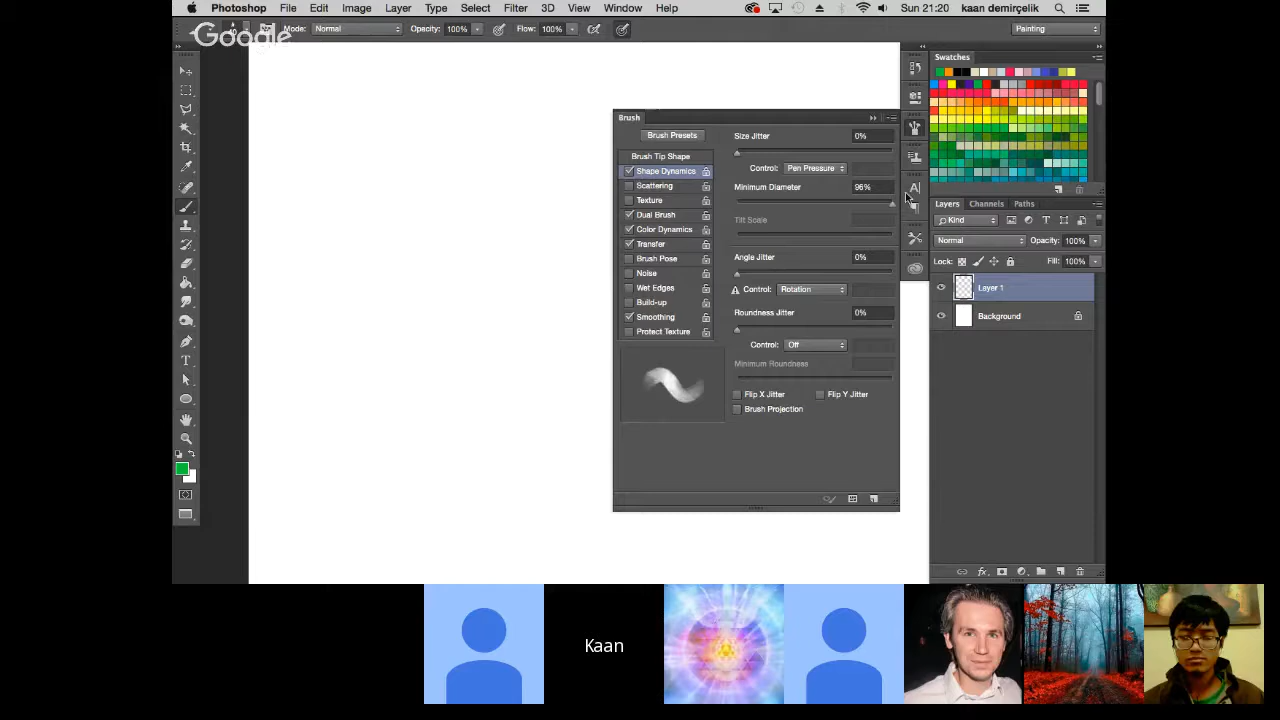 Photoshop File Edit Image Layer Type Select Filter 3D View Window Help Sun 21:20 kaan demirçelik
Google Mode: Normal Opacity: 100% Flow: 100% Painting
Swatches
Brush
Brush Presets Size Jitter 0%
Brush Tip Shape
Shape Dynamics Control: Pen Pressure
Scattering Minimum Diameter 96%
Texture
Dual Brush Tilt Scale
Color Dynamics
Transfer
Brush Pose Angle Jitter 0%
Noise
Wet Edges Control: Rotation
Build-up
Smoothing Roundness Jitter 0%
Protect Texture
Control: Off
Minimum Roundness
Flip X Jitter Flip Y Jitter
Brush Projection
Layers Channels Paths
Kind
Normal Opacity: 100%
Lock: Fill: 100%
Layer 1
Background
Kaan